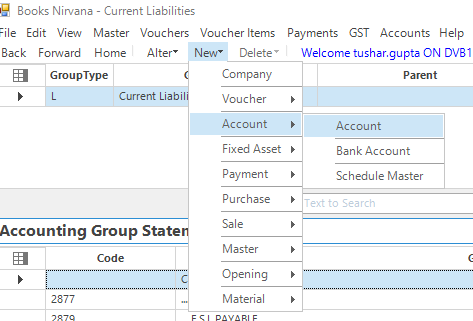 Books Nirvana - Current Liabilities
File Edit View Master Vouchers Voucher Items Payments GST Accounts Help
Back Forward Home Alter New Delete Welcome tushar.gupta ON DVB1
GroupType G Parent
L Current Liabili
Company
Voucher
Account
Fixed Asset
Payment
Purchase
Sale
Master
Opening
Material
Account
Bank Account
Schedule Master
Text to Search
Accounting Group Statem
Code G
C
2877 ...
2879 E.S.I. PAYABLE